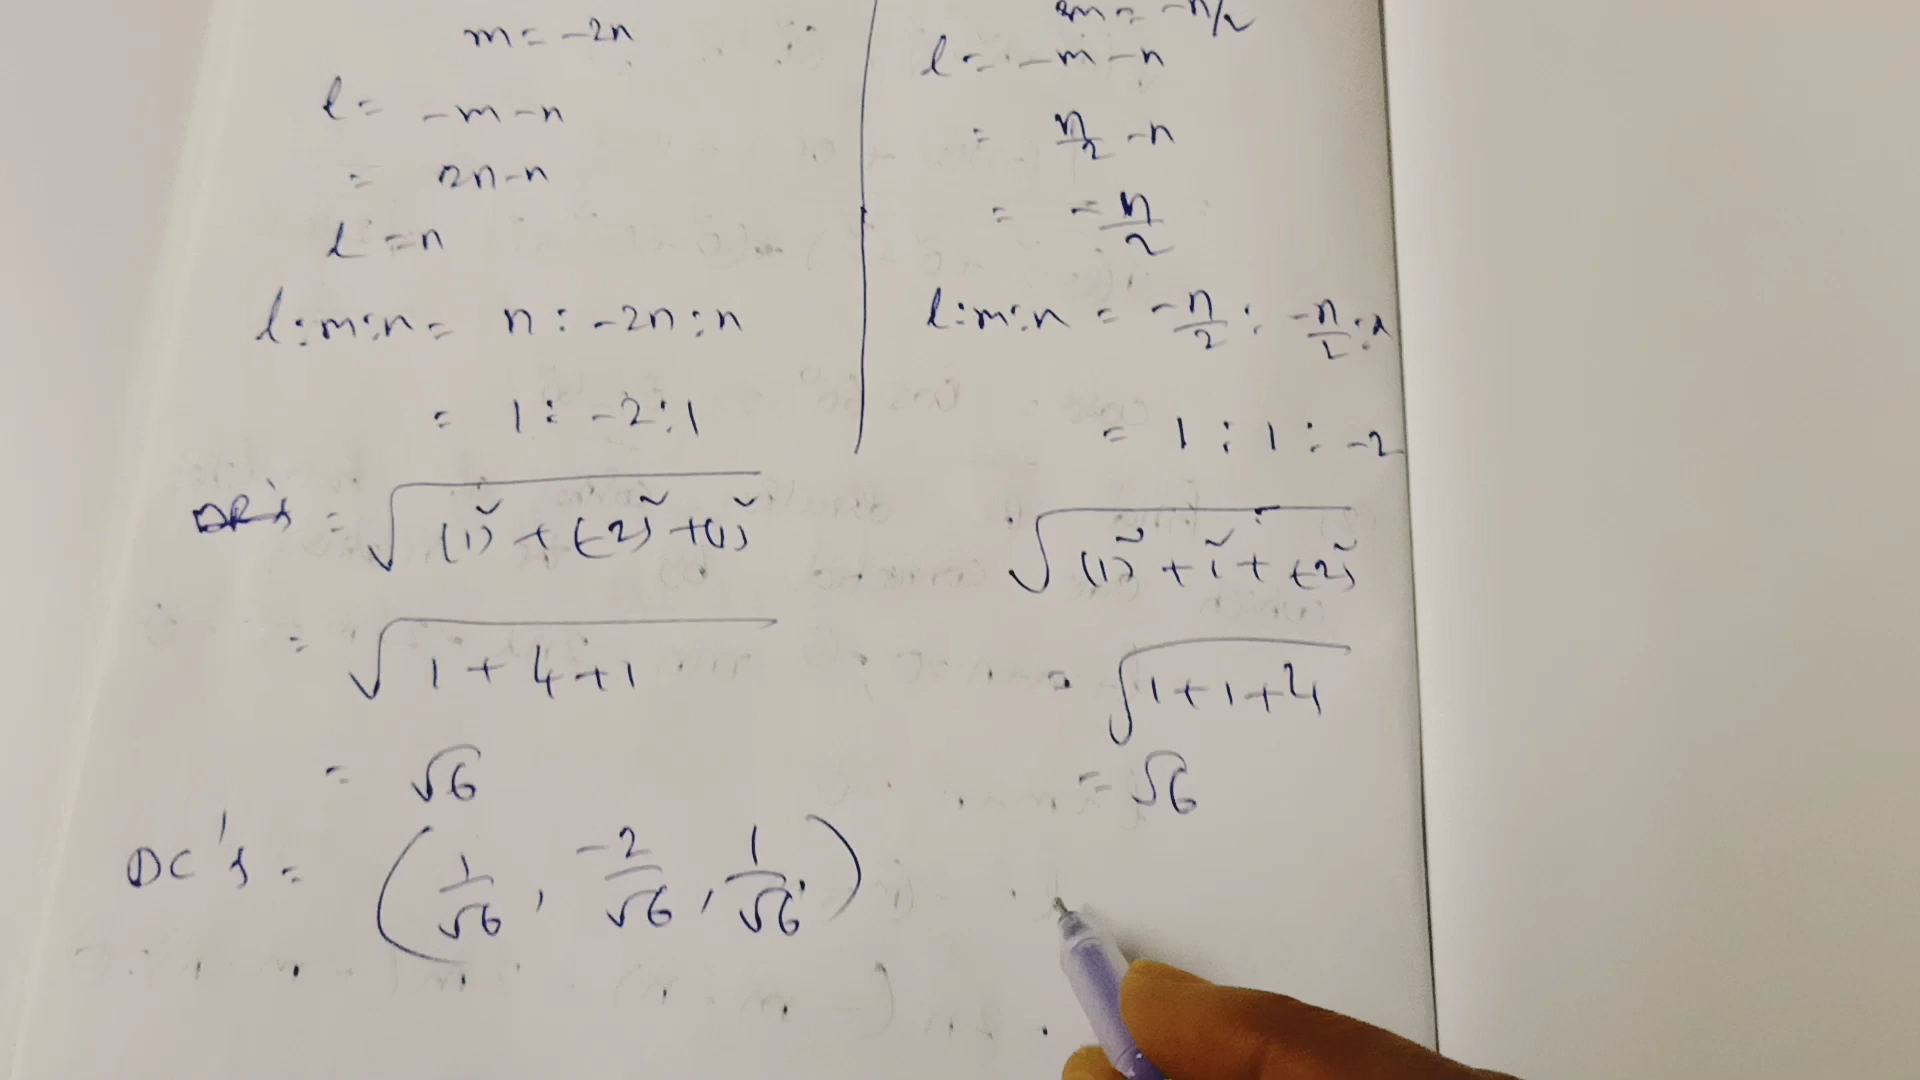 m = -2n
l = -m-n
= 2n-n
l = n
l:m:n = n : -2n : n
= 1 : -2 : 1
DR's = √((1)² + (-2)² + (1)²)
= √(1 + 4 + 1)
= √6
DC's = (1/√6, -2/√6, 1/√6)
m = -n/2
l = -m-n
= n/2 - n
= -n/2
l:m:n = -n/2 : -n/2 : n
= 1 : 1 : -2
√((1)² + 1² + (-2)²)
= √(1+1+4)
= √6